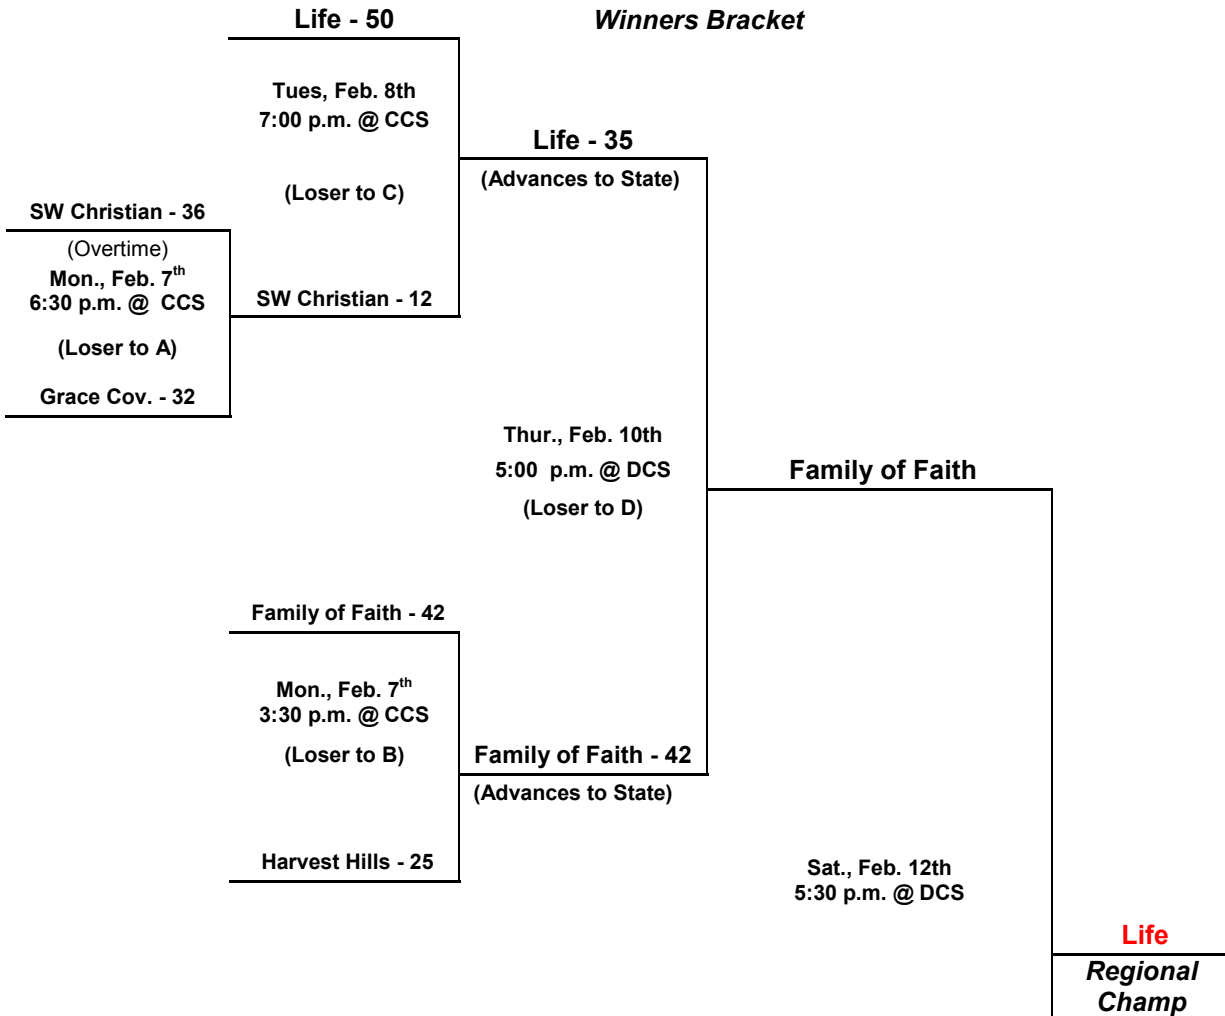 Life - 50
Winners Bracket
Tues, Feb. 8th
7:00 p.m. @ CCS
(Loser to C)
Life - 35
(Advances to State)
SW Christian - 36
(Overtime)
Mon., Feb. 7th
6:30 p.m. @ CCS
(Loser to A)
Grace Cov. - 32
SW Christian - 12
Thur., Feb. 10th
5:00 p.m. @ DCS
(Loser to D)
Family of Faith
Family of Faith - 42
Mon., Feb. 7th
3:30 p.m. @ CCS
(Loser to B)
Family of Faith - 42
(Advances to State)
Harvest Hills - 25
Sat., Feb. 12th
5:30 p.m. @ DCS
Life
Regional
Champ